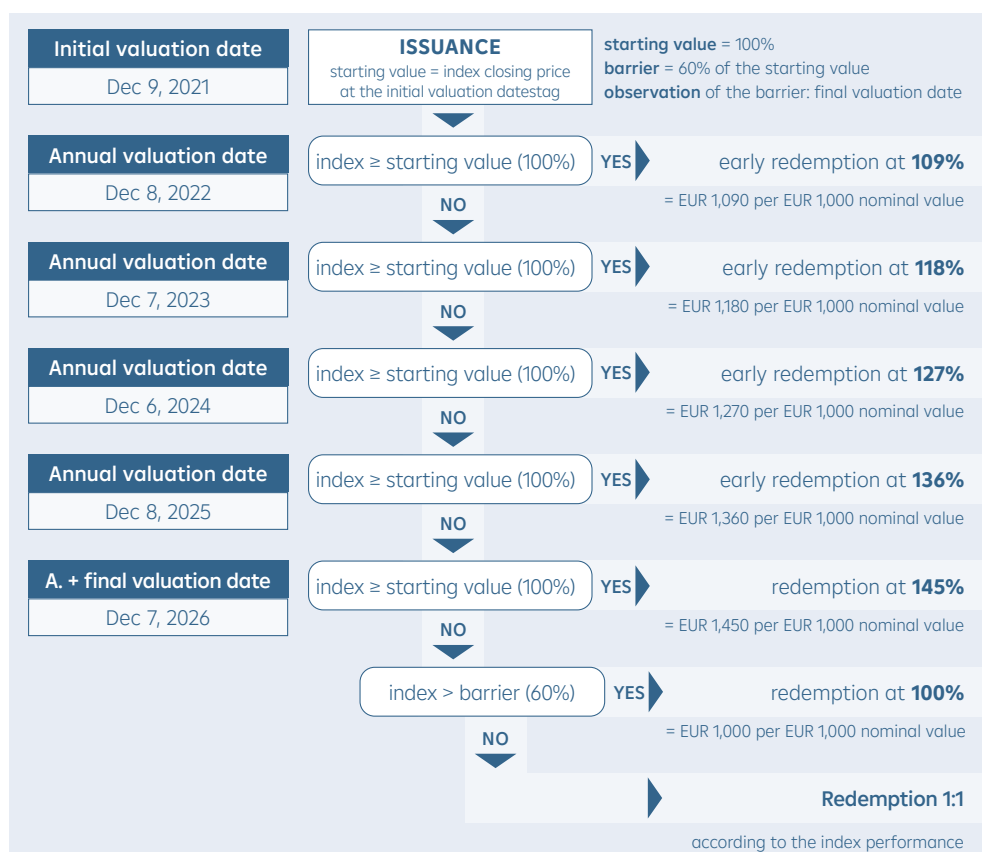 Initial valuation date
Dec 9, 2021
ISSUANCE
starting value = index closing price
at the initial valuation datestag
starting value = 100%
barrier = 60% of the starting value
observation of the barrier: final valuation date
Annual valuation date
Dec 8, 2022
index ≥ starting value (100%)
YES
early redemption at 109%
= EUR 1,090 per EUR 1,000 nominal value
NO
Annual valuation date
Dec 7, 2023
index ≥ starting value (100%)
YES
early redemption at 118%
= EUR 1,180 per EUR 1,000 nominal value
NO
Annual valuation date
Dec 6, 2024
index ≥ starting value (100%)
YES
early redemption at 127%
= EUR 1,270 per EUR 1,000 nominal value
NO
Annual valuation date
Dec 8, 2025
index ≥ starting value (100%)
YES
early redemption at 136%
= EUR 1,360 per EUR 1,000 nominal value
NO
A. + final valuation date
Dec 7, 2026
index ≥ starting value (100%)
YES
redemption at 145%
= EUR 1,450 per EUR 1,000 nominal value
NO
index > barrier (60%)
YES
redemption at 100%
= EUR 1,000 per EUR 1,000 nominal value
NO
Redemption 1:1
according to the index performance